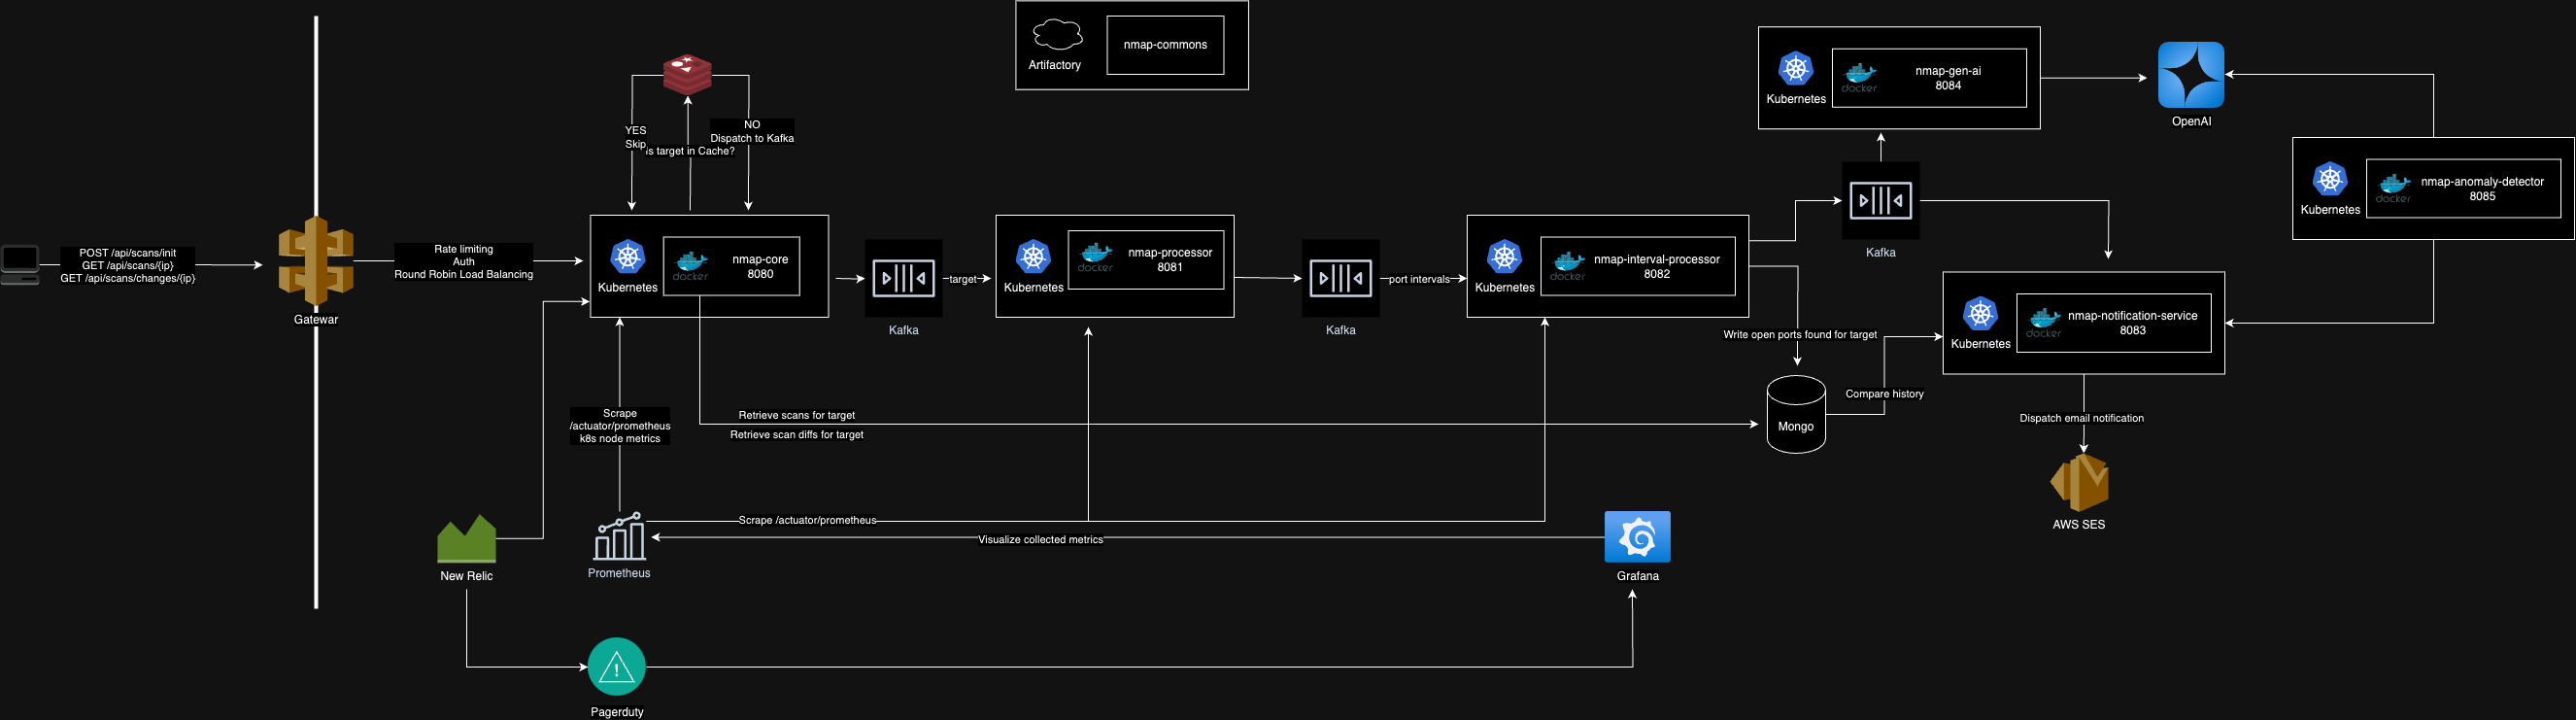 Artifactory
nmap-commons
Kubernetes
docker
nmap-gen-ai
8084
OpenAI
YES
Skip
Is target in Cache?
NO
Dispatch to Kafka
Kubernetes
docker
nmap-anomaly-detector
8085
POST /api/scans/init
GET /api/scans/{ip}
GET /api/scans/changes/{ip}
Gatewar
Rate limiting
Auth
Round Robin Load Balancing
Kubernetes
docker
nmap-core
8080
Kafka
target
Kubernetes
docker
nmap-processor
8081
Kafka
port intervals
Kubernetes
docker
nmap-interval-processor
8082
Kafka
Write open ports found for target
Kubernetes
docker
nmap-notification-service
8083
Compare history
Mongo
Dispatch email notification
AWS SES
Retrieve scans for target
Retrieve scan diffs for target
Scrape
/actuator/prometheus
k8s node metrics
Scrape /actuator/prometheus
Visualize collected metrics
New Relic
Prometheus
Grafana
Pagerduty